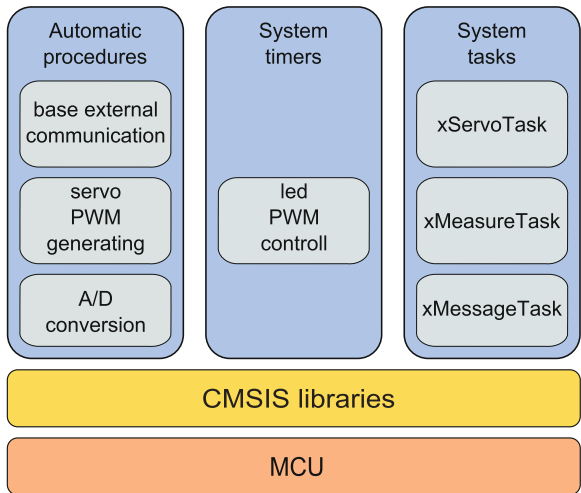 Automatic
procedures
base external
communication
servo
PWM
generating
A/D
conversion
System
timers
led
PWM
controll
System
tasks
xServoTask
xMeasureTask
xMessageTask
CMSIS libraries
MCU